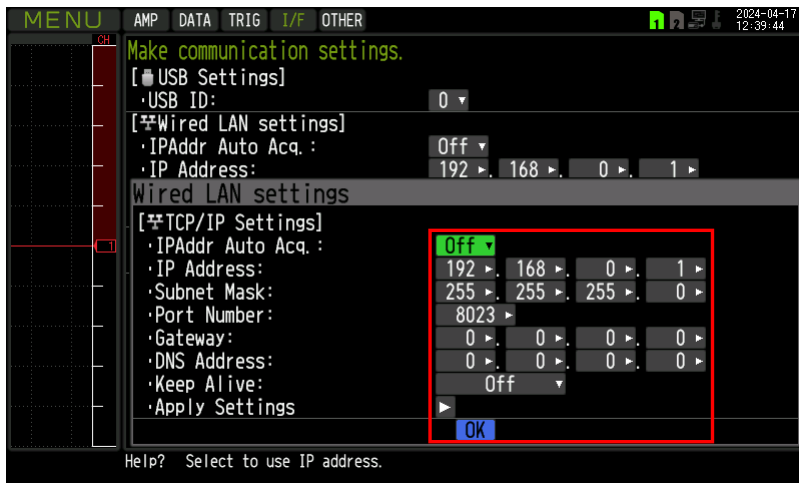 MENU AMP DATA TRIG I/F OTHER 1 2 2024-04-17
12:39:44
CH
Make communication settings.
[USB Settings]
·USB ID: 0 ▾
[Wired LAN settings]
·IPAddr Auto Acq.: Off ▾
·IP Address: 192 ▸. 168 ▸. 0 ▸. 1 ▸
Wired LAN settings
[TCP/IP Settings]
·IPAddr Auto Acq.: Off ▾
1
·IP Address: 192 ▸. 168 ▸. 0 ▸. 1 ▸
·Subnet Mask: 255 ▸. 255 ▸. 255 ▸. 0 ▸
·Port Number: 8023 ▸
·Gateway: 0 ▸. 0 ▸. 0 ▸. 0 ▸
·DNS Address: 0 ▸. 0 ▸. 0 ▸. 0 ▸
·Keep Alive: Off ▾
·Apply Settings ▶
OK
Help? Select to use IP address.